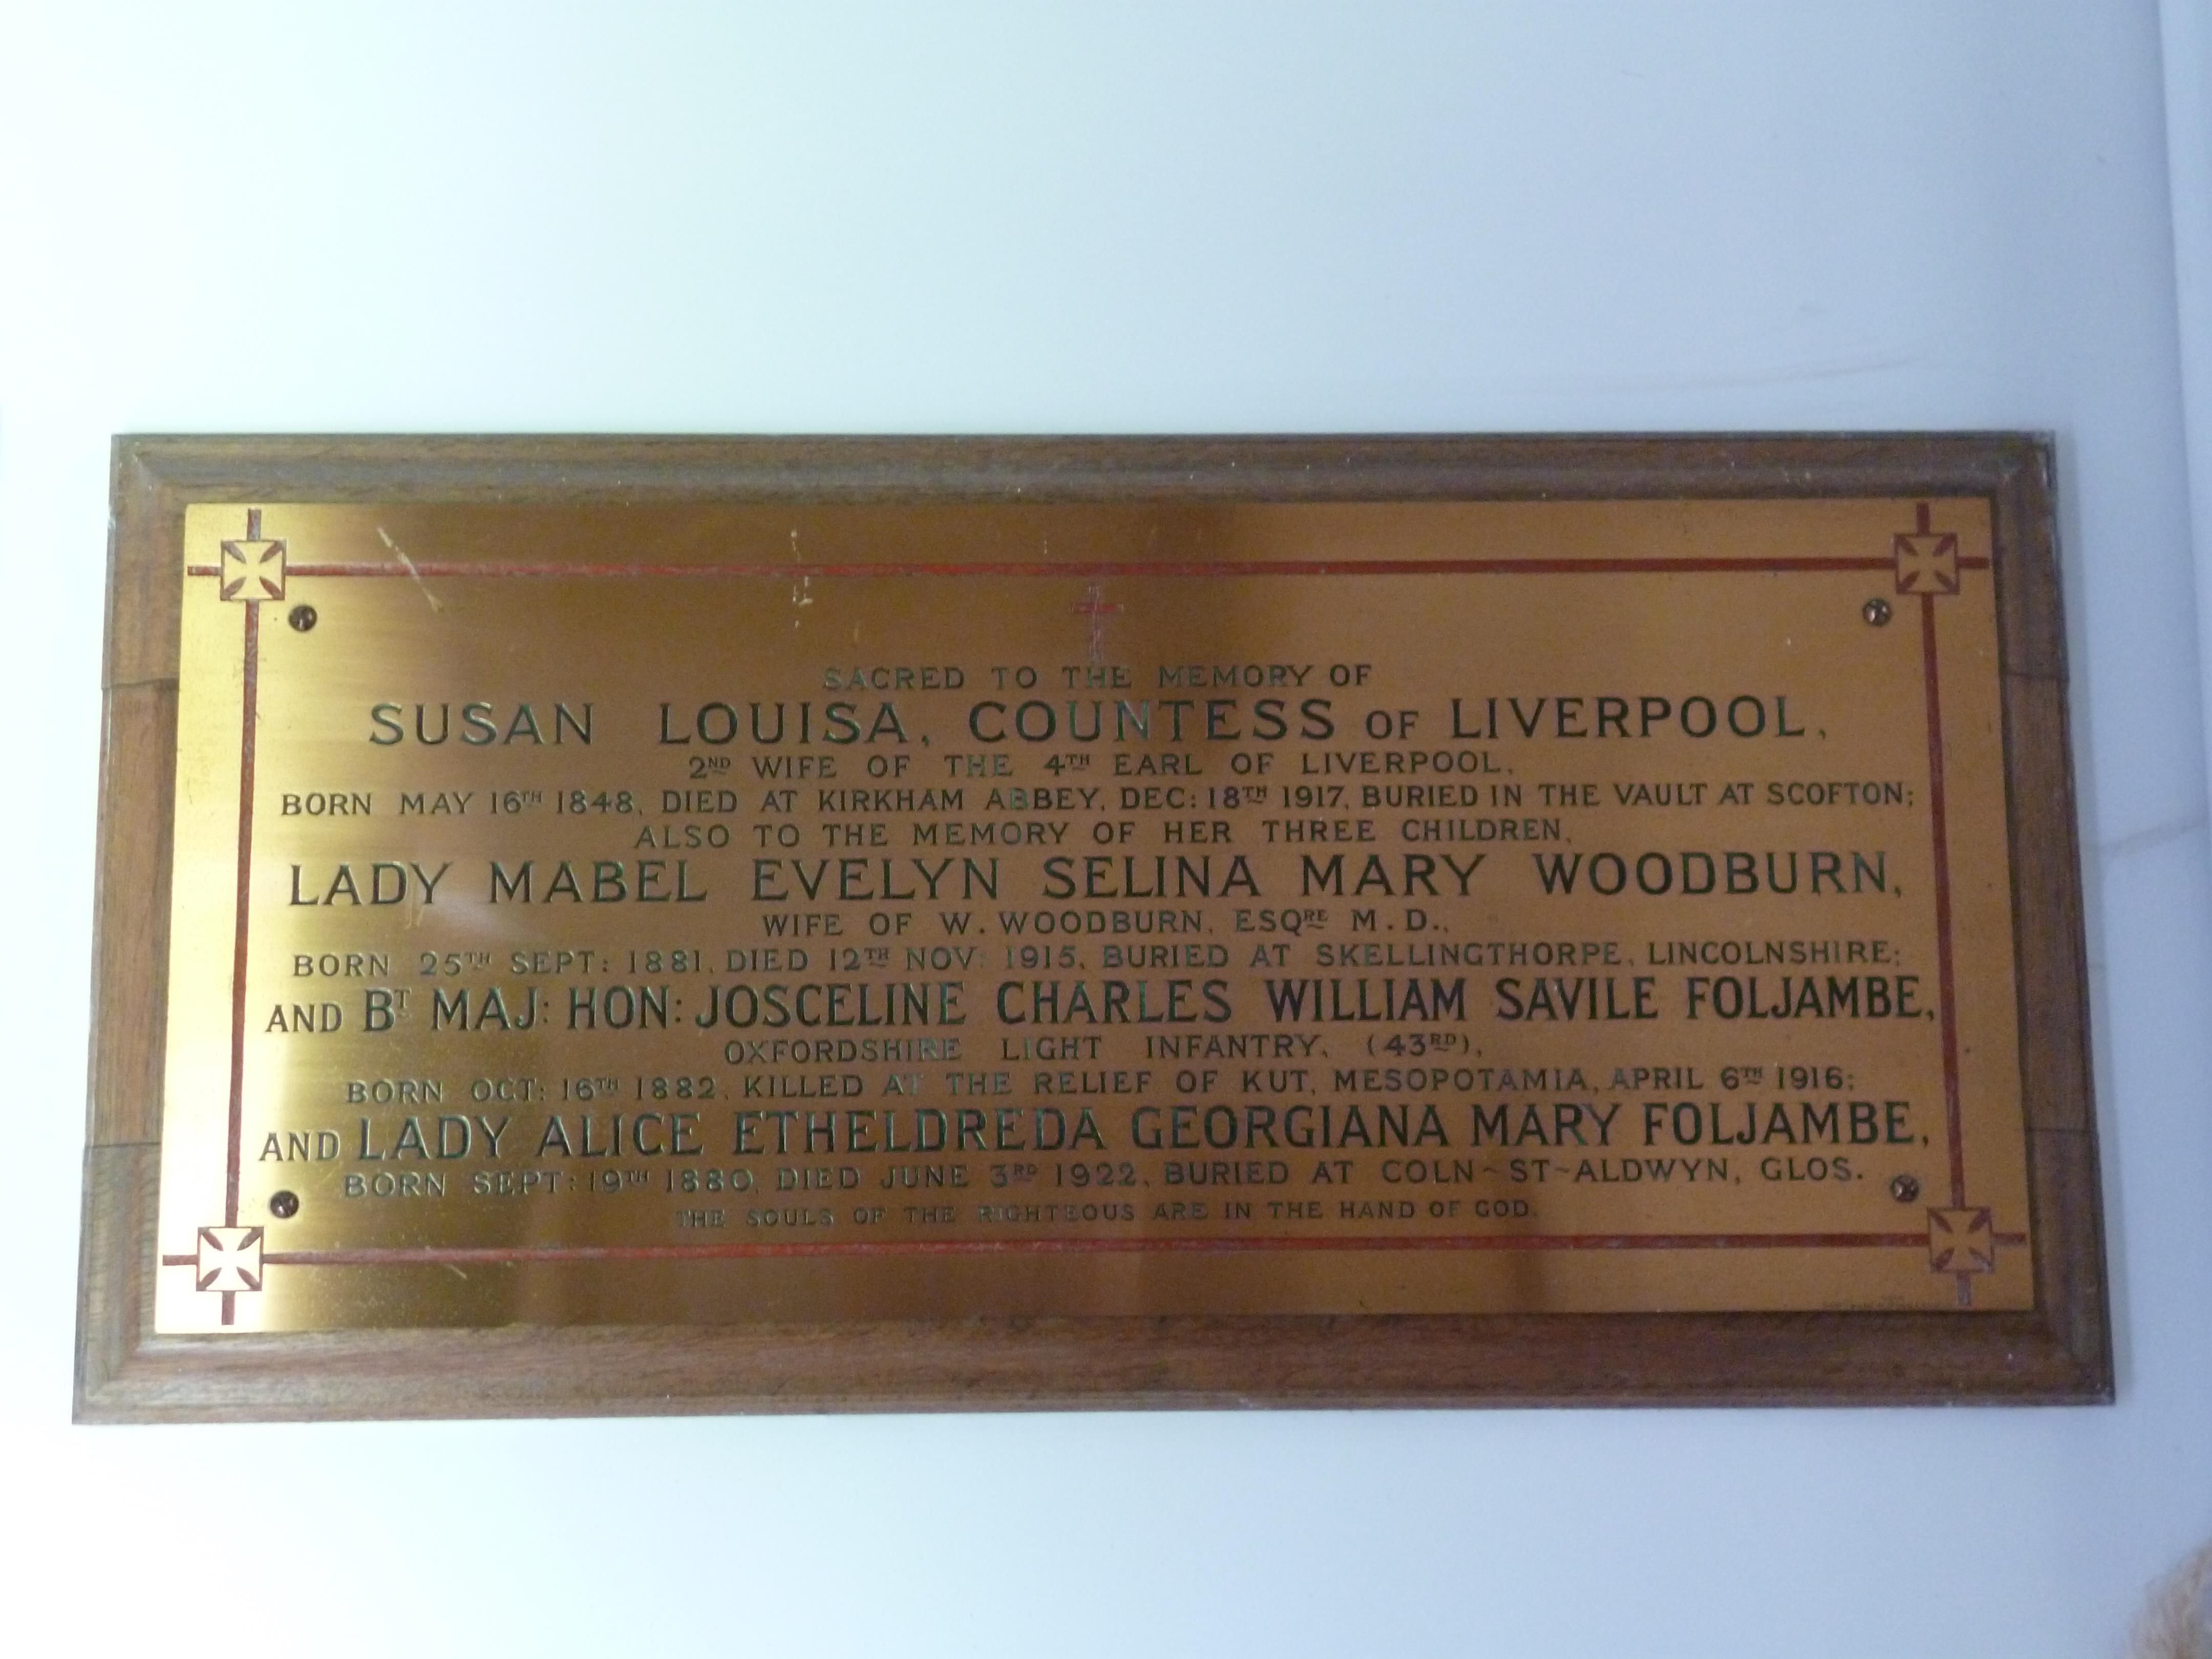 SACRED TO THE MEMORY OF
SUSAN LOUISA, COUNTESS OF LIVERPOOL,
2ND WIFE OF THE 4TH EARL OF LIVERPOOL,
BORN MAY 16TH 1848, DIED AT KIRKHAM ABBEY, DEC: 18TH 1917, BURIED IN THE VAULT AT SCOFTON;
ALSO TO THE MEMORY OF HER THREE CHILDREN,
LADY MABEL EVELYN SELINA MARY WOODBURN,
WIFE OF W. WOODBURN, ESQRE M.D.,
BORN 25TH SEPT: 1881, DIED 12TH NOV: 1915, BURIED AT SKELLINGTHORPE, LINCOLNSHIRE;
AND BT MAJ: HON: JOSCELINE CHARLES WILLIAM SAVILE FOLJAMBE,
OXFORDSHIRE LIGHT INFANTRY, (43RD),
BORN OCT: 16TH 1882, KILLED AT THE RELIEF OF KUT, MESOPOTAMIA, APRIL 6TH 1916;
AND LADY ALICE ETHELDREDA GEORGIANA MARY FOLJAMBE,
BORN SEPT: 19TH 1880, DIED JUNE 3RD 1922, BURIED AT COLN~ST~ALDWYN, GLOS.
THE SOULS OF THE RIGHTEOUS ARE IN THE HAND OF GOD.